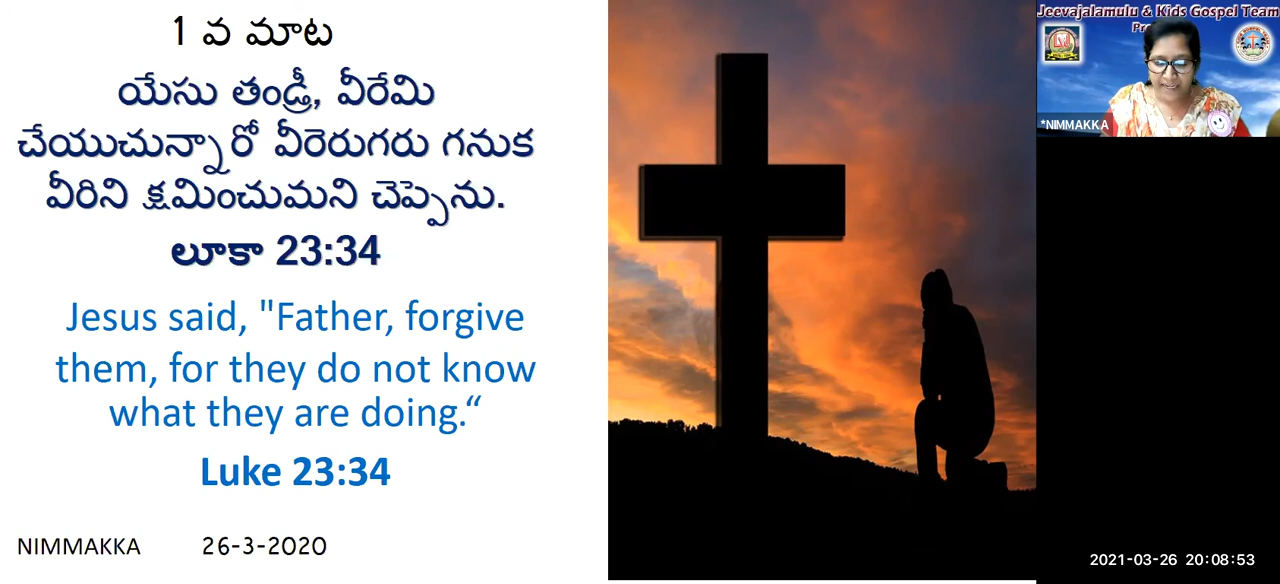 1 వ మాట
యేసు తండ్రీ, వీరేమి
చేయుచున్నారో వీరెరుగరు గనుక
వీరిని క్షమించుమని చెప్పెను.
లూకా 23:34
Jesus said, "Father, forgive
them, for they do not know
what they are doing.“
Luke 23:34
NIMMAKKA 26-3-2020
Jeevajalamulu & Kids Gospel Team
*NIMMAKKA
2021-03-26 20:08:53